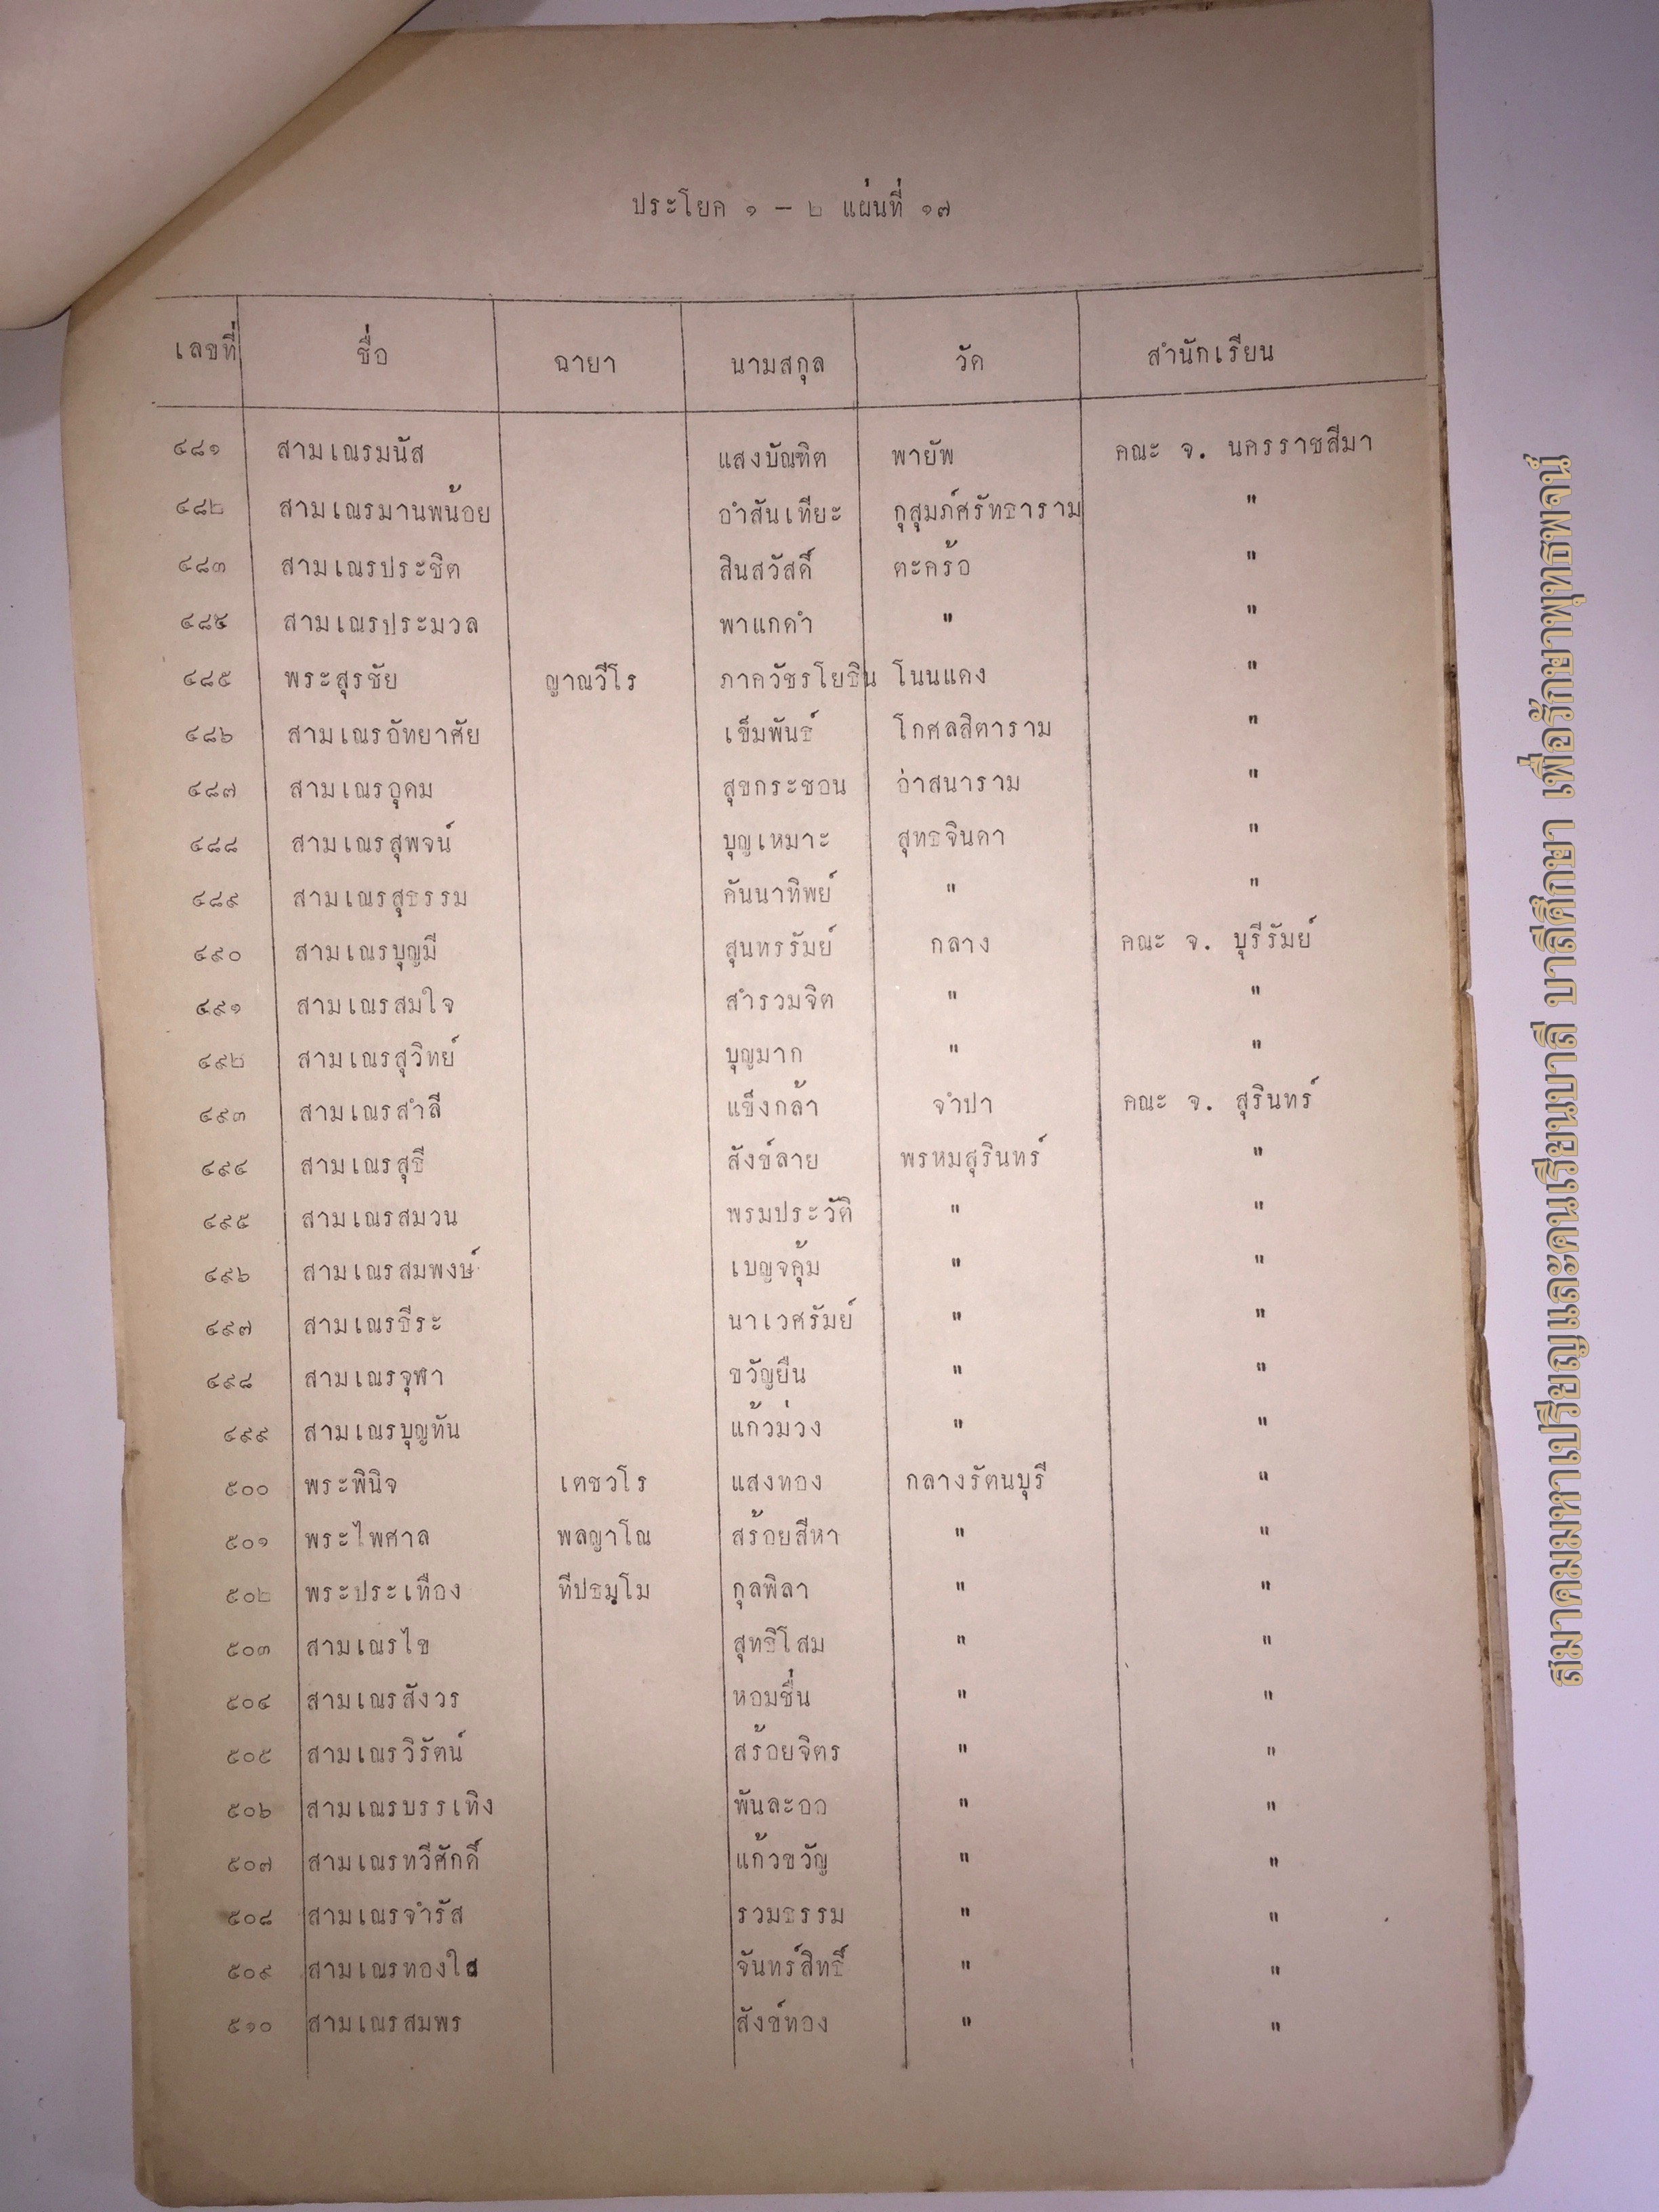 ประโยค ๑ – ๒ แผ่นที่ ๑๗
เลขที่ ชื่อ ฉายา นามสกุล วัด สำนักเรียน
๔๘๑ สามเณรมนัส แสงบัณฑิต พายัพ คณะ จ. นครราชสีมา
๔๘๒ สามเณรมานพน้อย อำสันเทียะ กุสุมภ์ศรัทธาราม "
๔๘๓ สามเณรประชิต สินสวัสดิ์ ตะคร้อ "
๔๘๔ สามเณรประมวล พาแกดำ " "
๔๘๕ พระสุรชัย ญาณวีโร ภาควัชรโยธิน โนนแดง "
๔๘๖ สามเณรอัทยาศัย เข็มพันธ์ โกศลสิตาราม "
๔๘๗ สามเณรอุดม สุขกระชอน อ่าสนาราม "
๔๘๘ สามเณรสุพจน์ บุญเหมาะ สุทธจินดา "
๔๘๙ สามเณรสุธรรม คันนาทิพย์ " "
๔๙๐ สามเณรบุญมี สุนทรรัมย์ กลาง คณะ จ. บุรีรัมย์
๔๙๑ สามเณรสมใจ สำรวมจิต " "
๔๙๒ สามเณรสุวิทย์ บุญมาก " "
๔๙๓ สามเณรสำลี แข็งกล้า จำปา คณะ จ. สุรินทร์
๔๙๔ สามเณรสุธี สังข์ลาย พรหมสุรินทร์ "
๔๙๕ สามเณรสมวน พรมประวัติ " "
๔๙๖ สามเณรสมพงษ์ เบญจคุ้ม " "
๔๙๗ สามเณรธีระ นาเวศรัมย์ " "
๔๙๘ สามเณรจุฬา ขวัญยืน " "
๔๙๙ สามเณรบุญทัน แก้วม่วง " "
๕๐๐ พระพินิจ เตชวโร แสงทอง กลางรัตนบุรี "
๕๐๑ พระไพศาล พลญาโณ สร้อยสีหา " "
๕๐๒ พระประเทือง ทีปธมฺโม กุลพิลา " "
๕๐๓ สามเณรไข สุทธิโสม " "
๕๐๔ สามเณรสังวร หอมชื่น " "
๕๐๕ สามเณรวิรัตน์ สร้อยจิตร " "
๕๐๖ สามเณรบรรเทิง พันละออ " "
๕๐๗ สามเณรทวีศักดิ์ แก้วขวัญ " "
๕๐๘ สามเณรจำรัส รวมธรรม " "
๕๐๙ สามเณรทองใส จันทร์สิทธิ์ " "
๕๑๐ สามเณรสมพร สังข์ทอง " "
สมาคมมหาเปรียญและคนเรียนบาลี บาลีศึกษา เพื่อรักษาพุทธพจน์